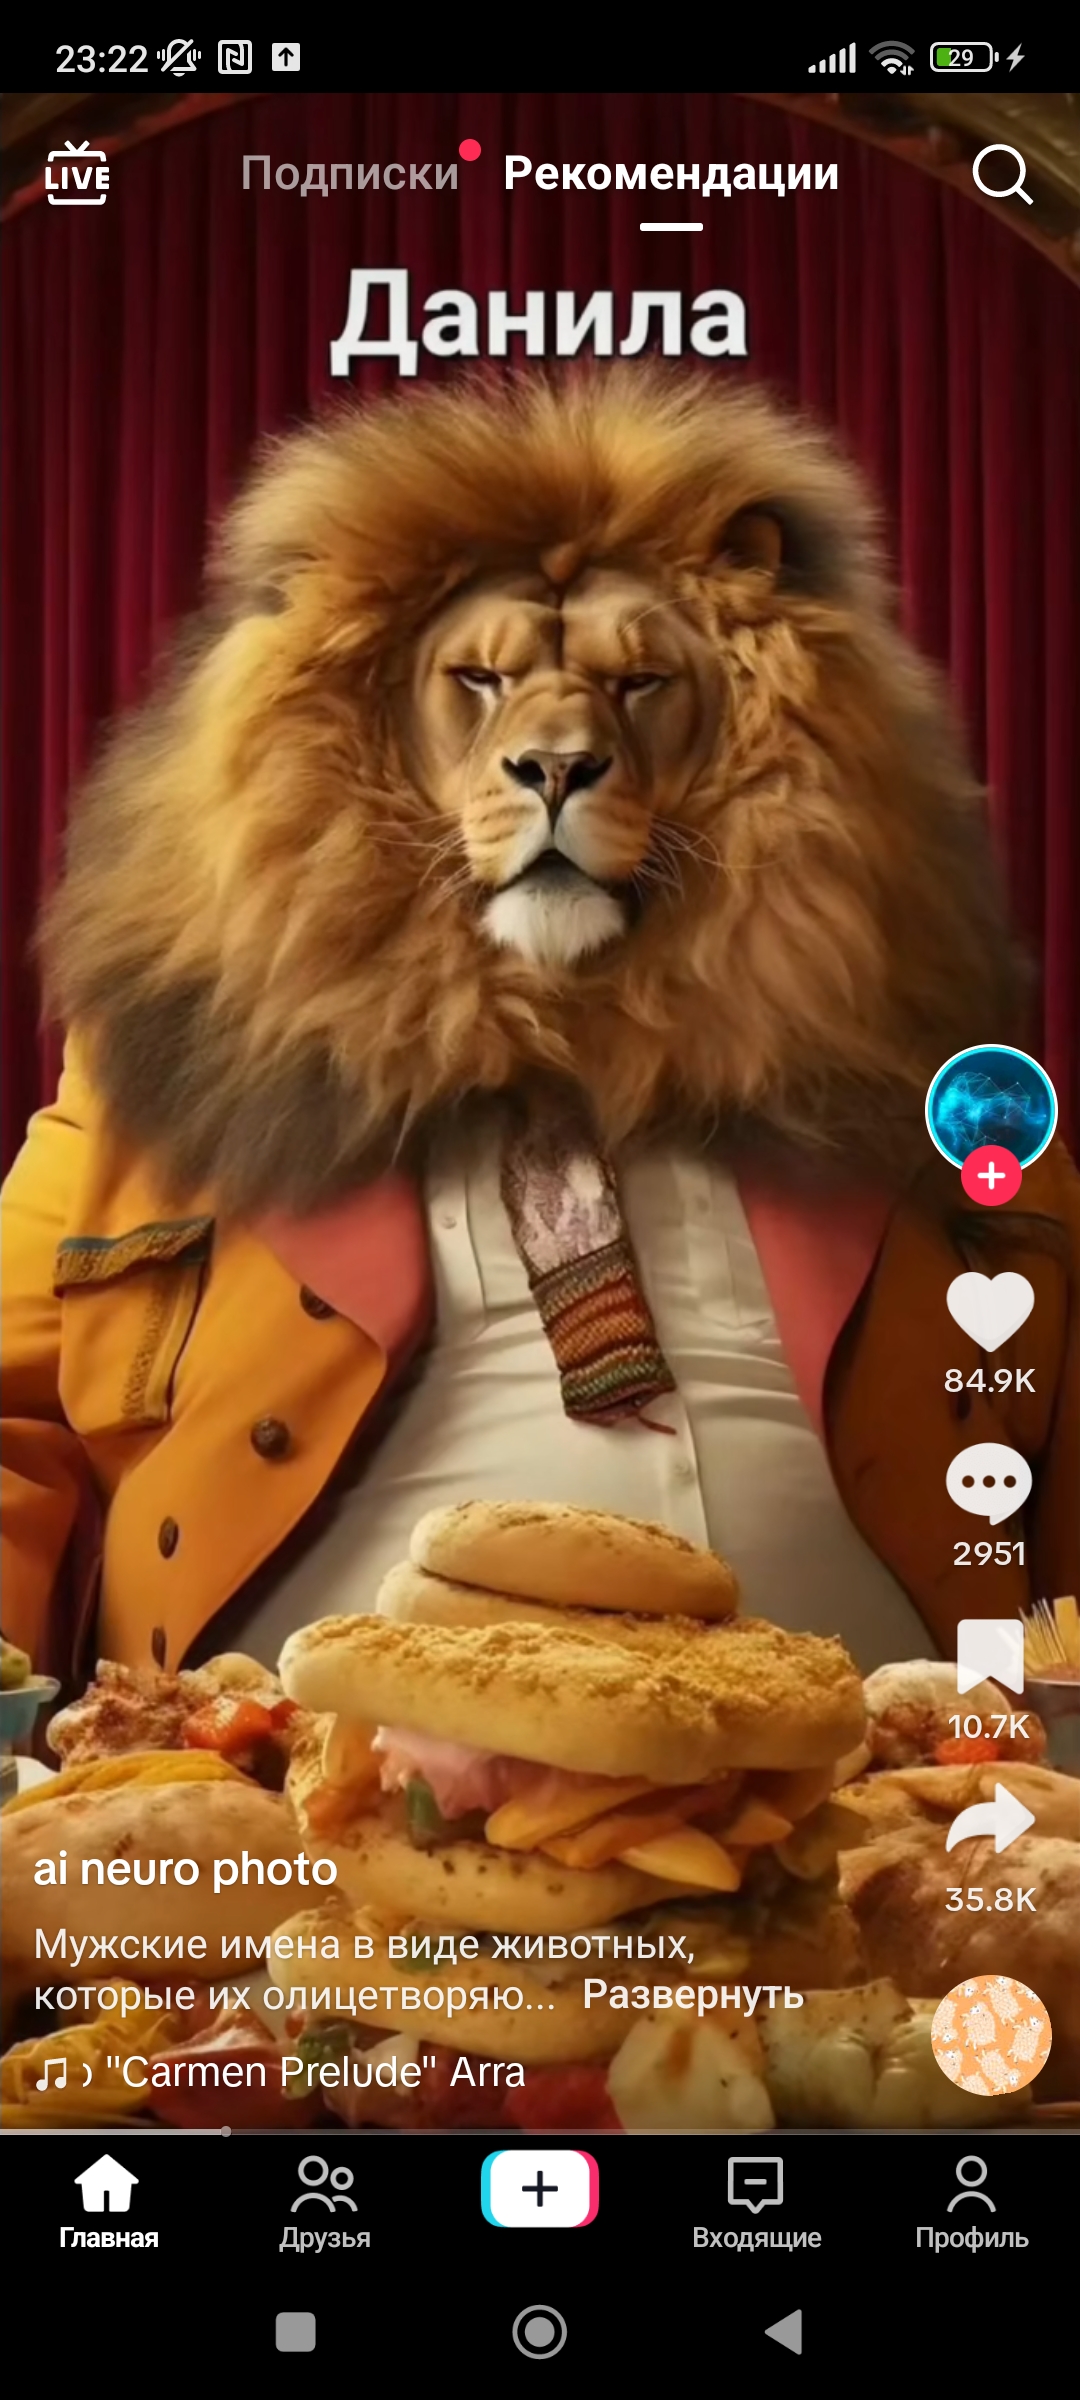 23:22
29
LIVE
Подписки
Рекомендации
Данила
84.9K
2951
10.7K
35.8K
ai neuro photo
Мужские имена в виде животных,
которые их олицетворяю... Развернуть
"Carmen Prelude" Arra
Главная
Друзья
Входящие
Профиль